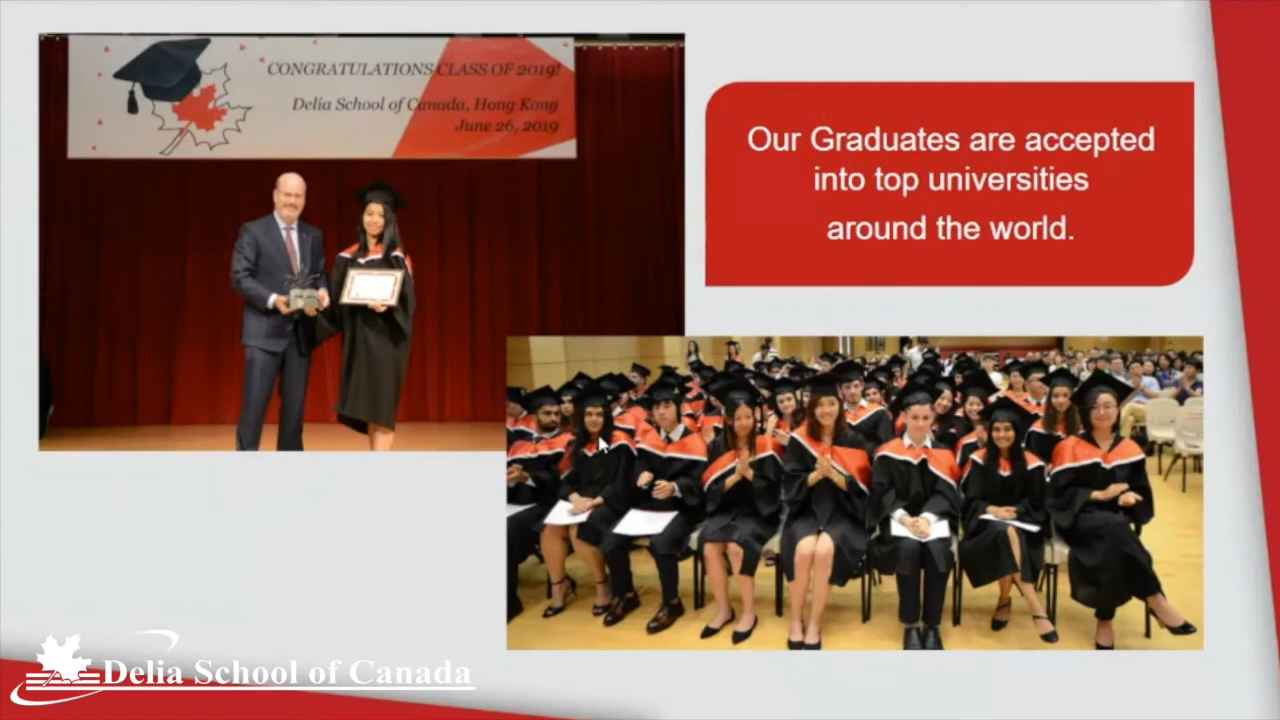 CONGRATULATIONS CLASS OF 2019!
Delia School of Canada, Hong Kong
June 26, 2019
Our Graduates are accepted
into top universities
around the world.
Delia School of Canada